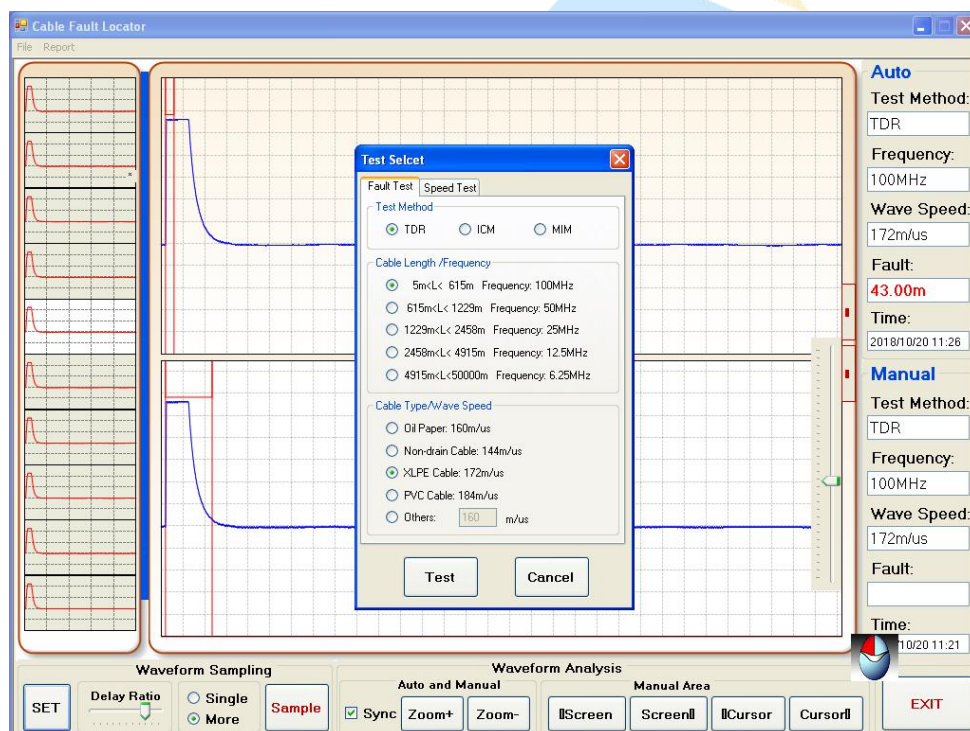 Cable Fault Locator
File Report
Auto
Test Method:
TDR
Frequency:
100MHz
Wave Speed:
172m/us
Fault:
43.00m
Time:
2018/10/20 11:26
Manual
Test Method:
TDR
Frequency:
100MHz
Wave Speed:
172m/us
Fault:
Time:
/10/20 11:21
Test Selcet
Fault Test Speed Test
Test Method
TDR ICM MIM
Cable Length /Frequency
5m<L< 615m Frequency: 100MHz
615m<L< 1229m Frequency: 50MHz
1229m<L< 2458m Frequency: 25MHz
2458m<L< 4915m Frequency: 12.5MHz
4915m<L<50000m Frequency: 6.25MHz
Cable Type/Wave Speed
Oil Paper: 160m/us
Non-drain Cable: 144m/us
XLPE Cable: 172m/us
PVC Cable: 184m/us
Others: 160 m/us
Test Cancel
Waveform Sampling
SET
Delay Ratio
Single
More
Sample
Waveform Analysis
Auto and Manual
Sync Zoom+ Zoom-
Manual Area
Screen Screen Cursor Cursor
EXIT